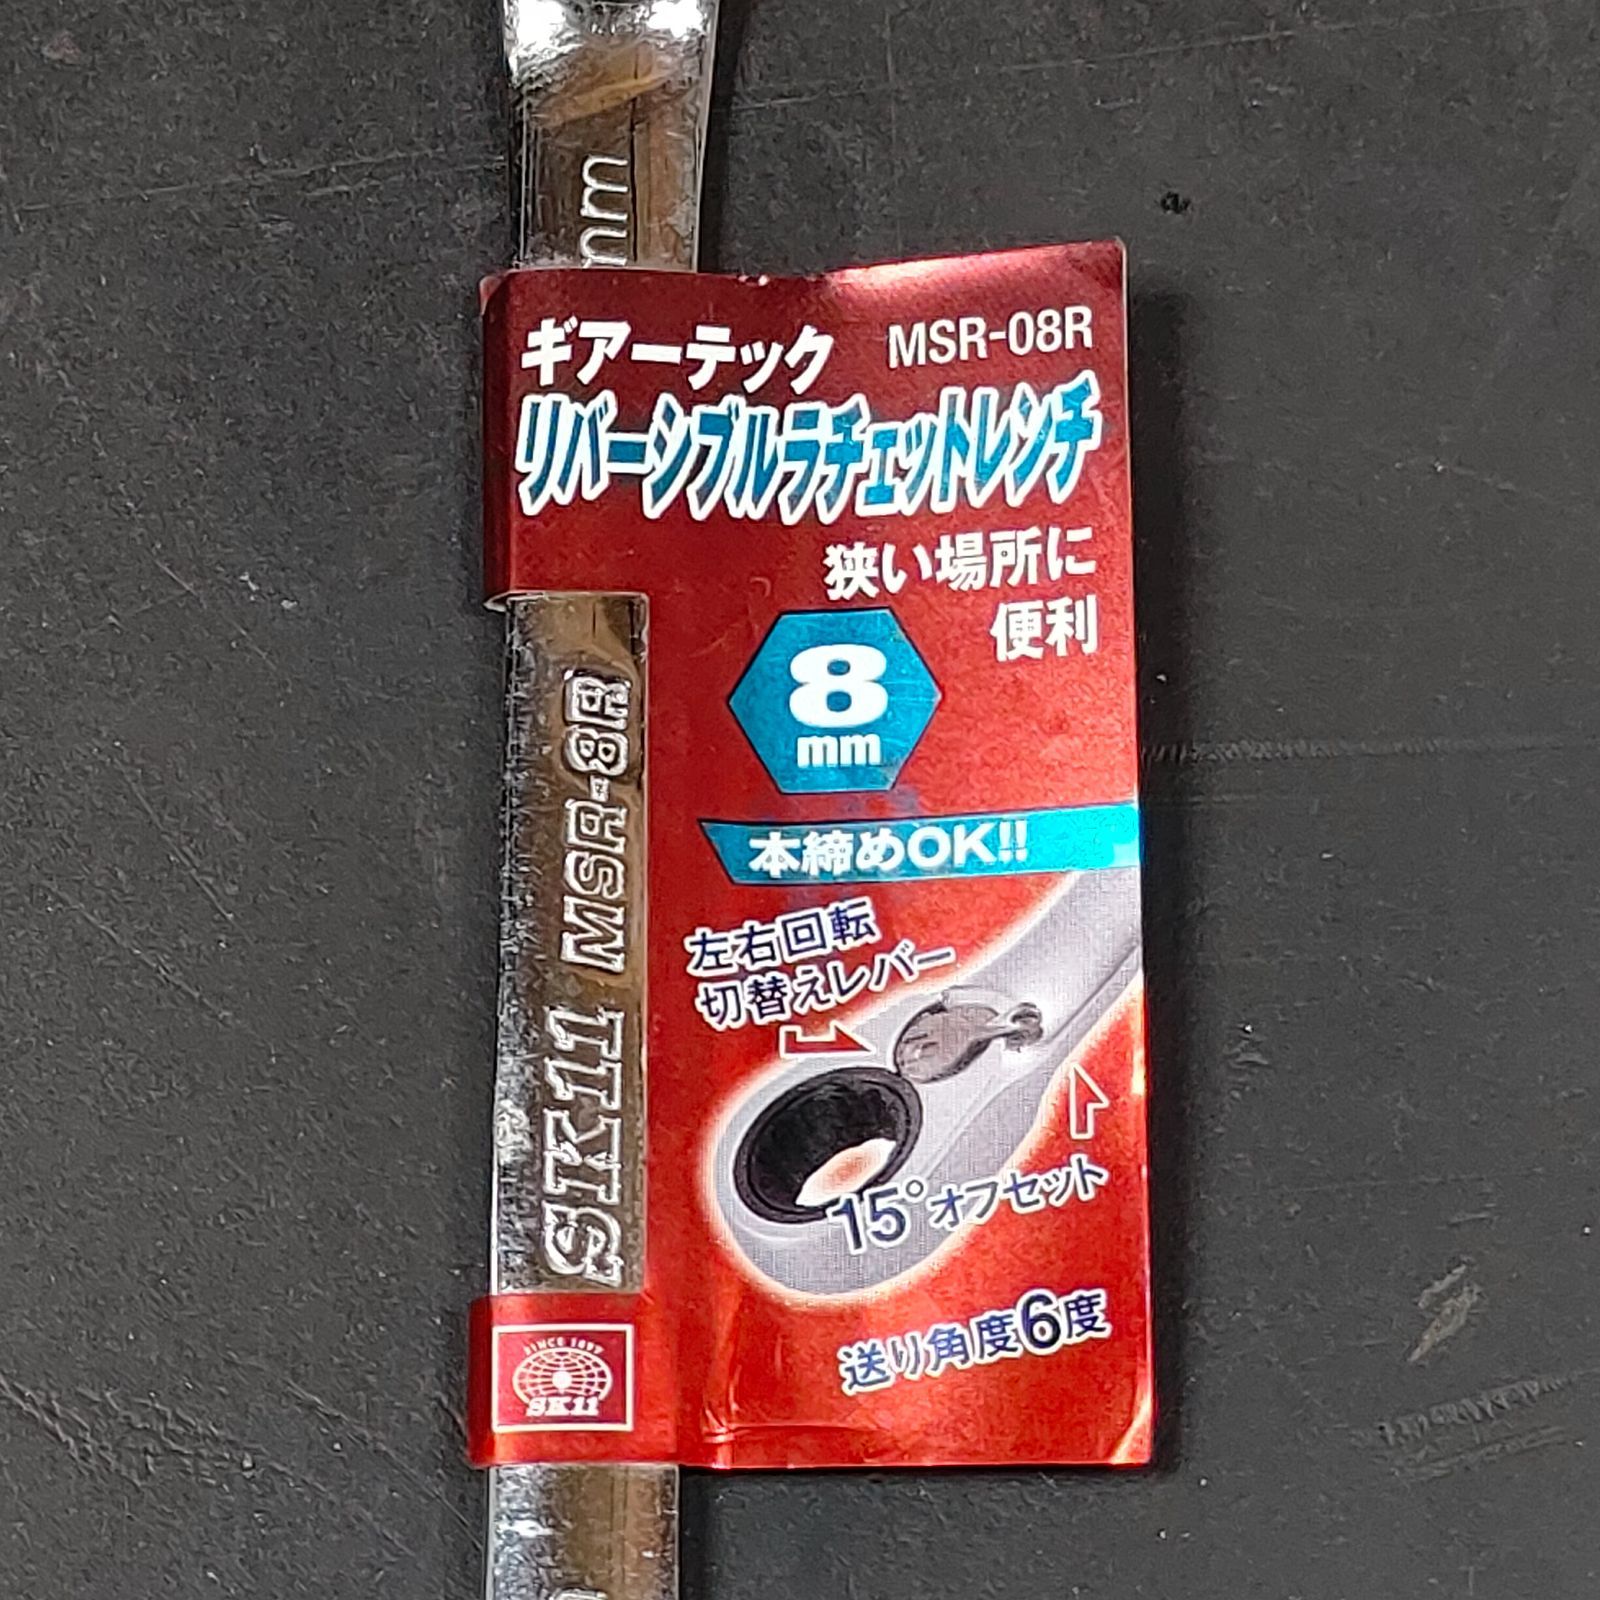 mm
ギアーテック MSR-08R
リバーシブルラチェットレンチ
狭い場所に
便利
8
mm
本締めOK!!
左右回転
切替えレバー
15°オフセット
送り角度6度
SK11 MSR-8R
SINCE 1897
SK11